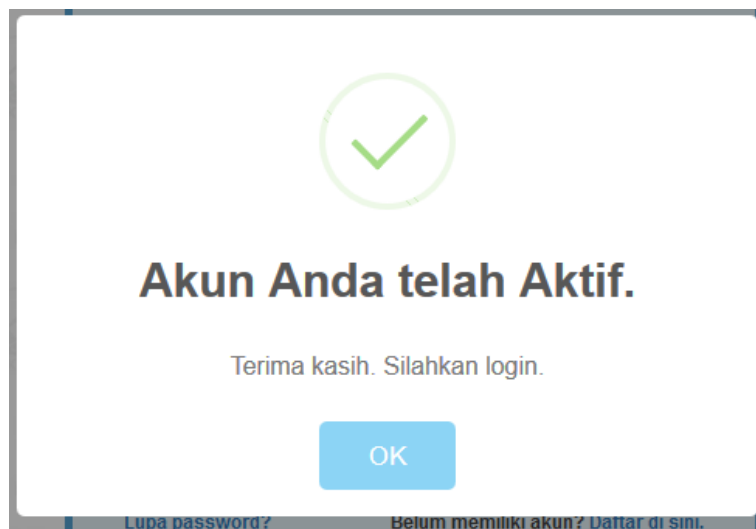 Akun Anda telah Aktif.
Terima kasih. Silahkan login.
OK
Lupa password? Belum memiliki akun? Daftar di sini.